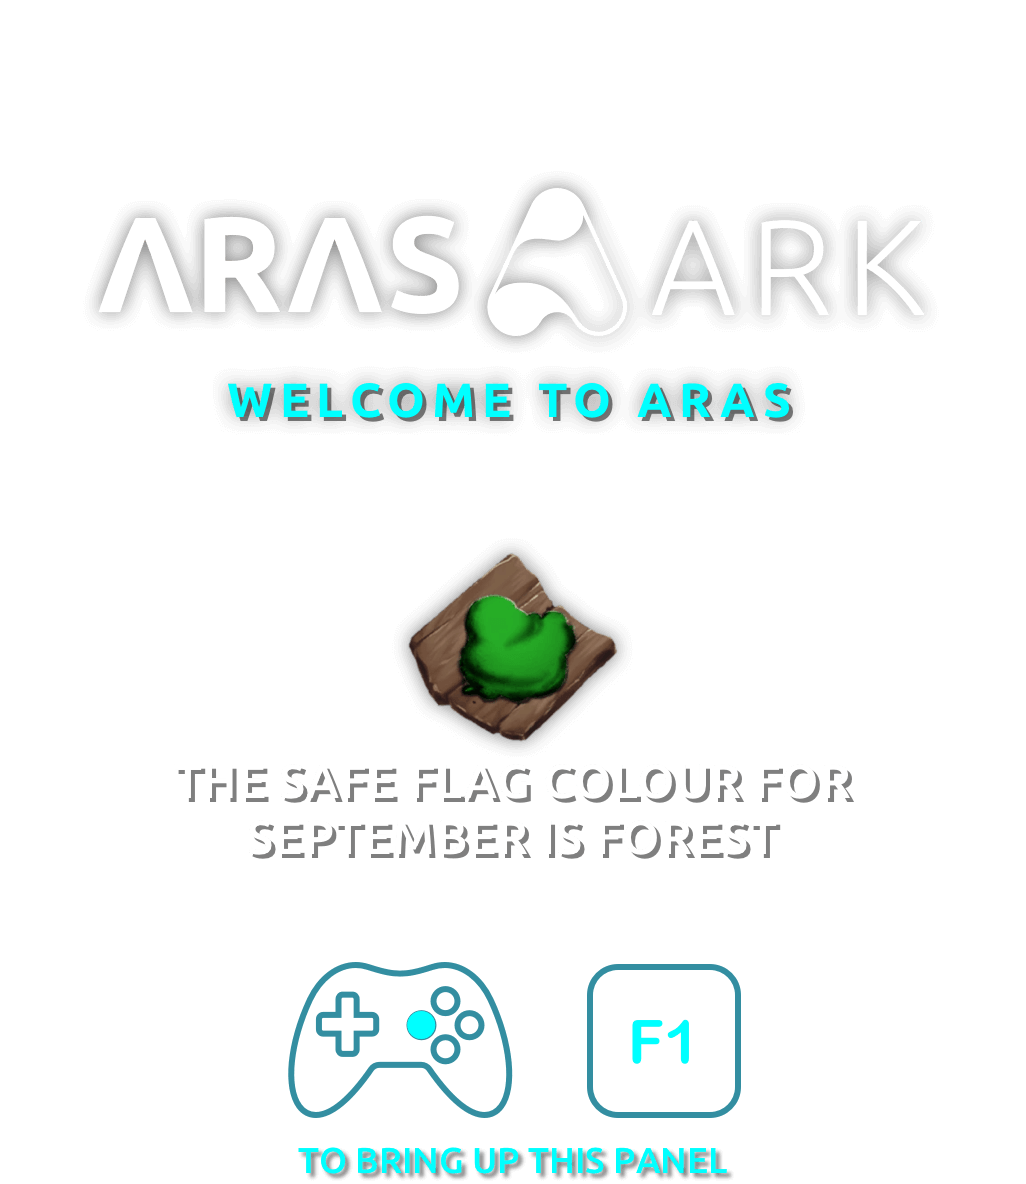 ARAS ARK
WELCOME TO ARAS
THE SAFE FLAG COLOUR FOR
SEPTEMBER IS FOREST
F1
TO BRING UP THIS PANEL